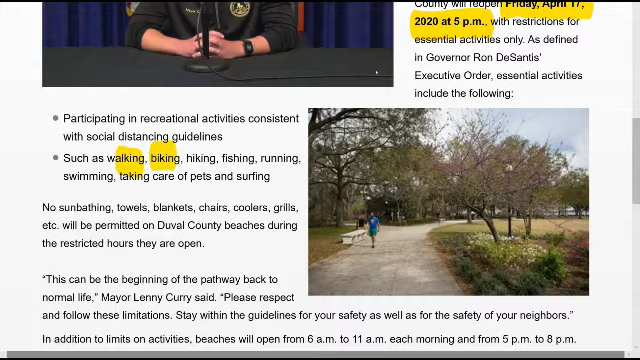 County will reopen Friday, April 17,
2020 at 5 p.m., with restrictions for
essential activities only. As defined
in Governor Ron DeSantis’
Executive Order, essential activities
include the following:
Participating in recreational activities consistent
with social distancing guidelines
Such as walking, biking, hiking, fishing, running,
swimming, taking care of pets and surfing
No sunbathing, towels, blankets, chairs, coolers, grills,
etc. will be permitted on Duval County beaches during
the restricted hours they are open.
“This can be the beginning of the pathway back to
normal life,” Mayor Lenny Curry said. “Please respect
and follow these limitations. Stay within the guidelines for your safety as well as for the safety of your neighbors.”
In addition to limits on activities, beaches will open from 6 a.m. to 11 a.m. each morning and from 5 p.m. to 8 p.m.